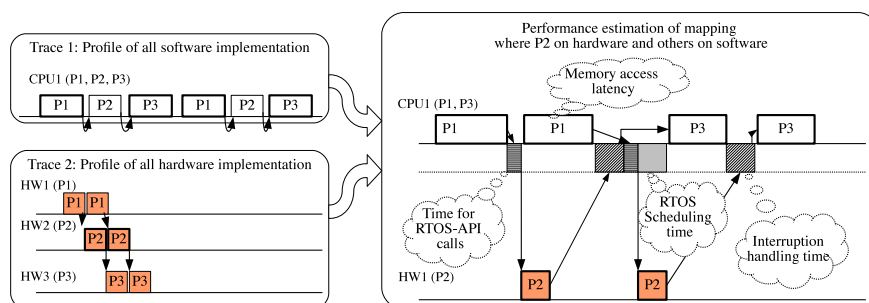 Trace 1: Profile of all software implementation
CPU1 (P1, P2, P3)
P1 P2 P3 P1 P2 P3
Trace 2: Profile of all hardware implementation
HW1 (P1)
P1 P1
HW2 (P2)
P2 P2
HW3 (P3)
P3 P3
Performance estimation of mapping
where P2 on hardware and others on software
Memory access
latency
CPU1 (P1, P3)
P1 P1 P3 P3
Time for
RTOS-API
calls
RTOS
Scheduling
time
Interruption
handling time
HW1 (P2)
P2 P2